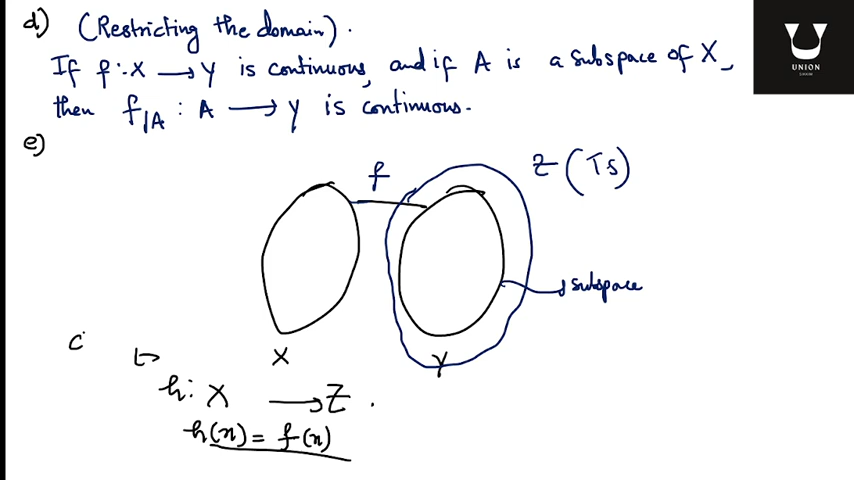 d) (Restricting the domain).
If f: X → Y is continuous, and if A is a subspace of X,
then f|A : A → Y is continuous.
e)
f
Z (Ts)
subspace
X
Y
c
h: X → Z .
h(x) = f(x)
UNION